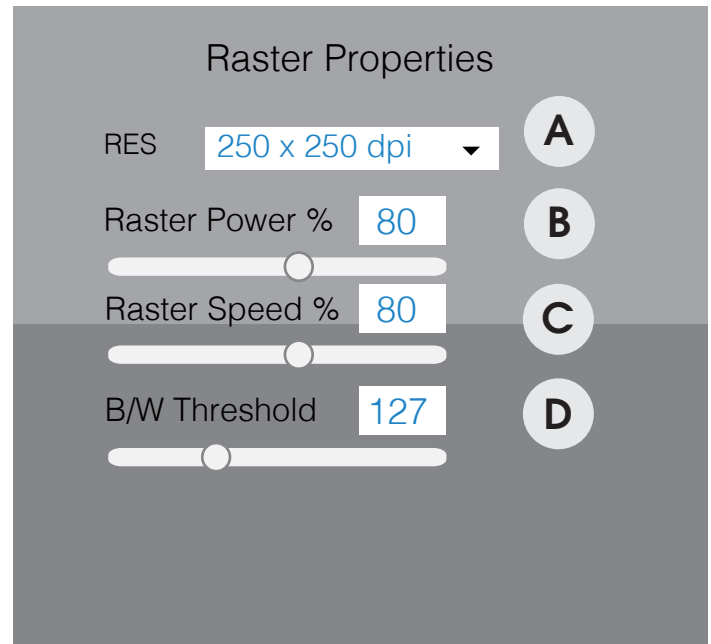 Raster Properties
RES 250 x 250 dpi A
Raster Power % 80 B
Raster Speed % 80 C
B/W Threshold 127 D